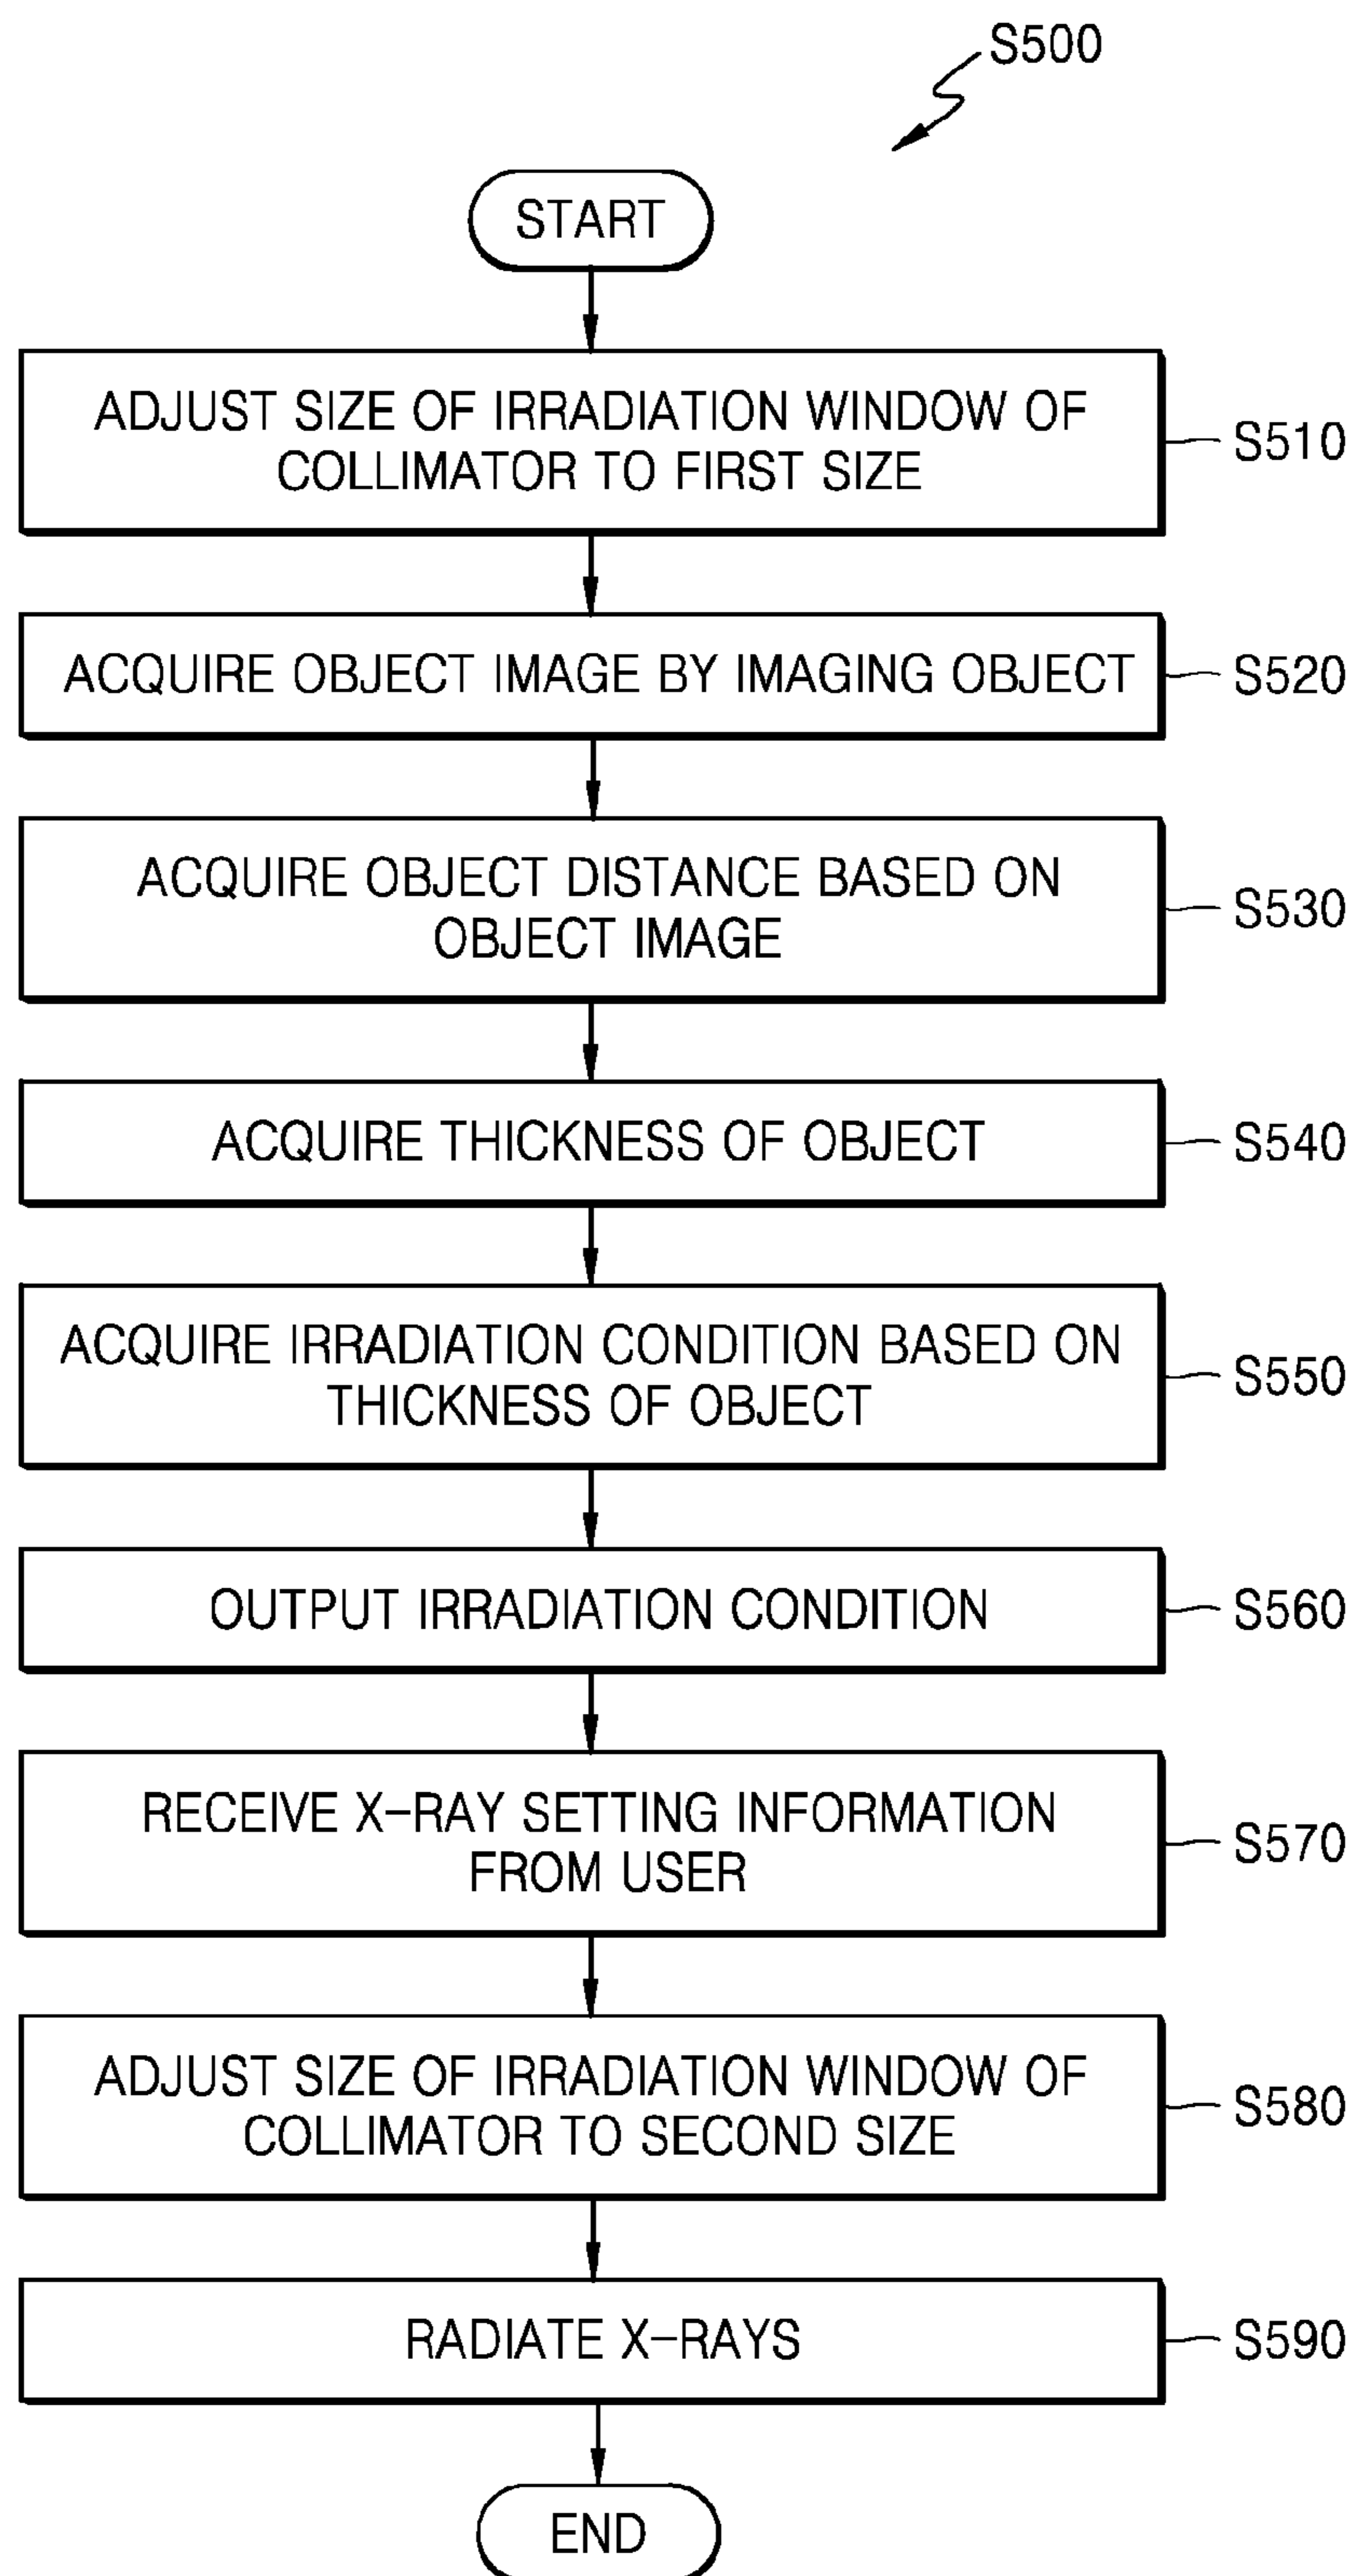 S500
START
ADJUST SIZE OF IRRADIATION WINDOW OF
COLLIMATOR TO FIRST SIZE
S510
ACQUIRE OBJECT IMAGE BY IMAGING OBJECT
S520
ACQUIRE OBJECT DISTANCE BASED ON
OBJECT IMAGE
S530
ACQUIRE THICKNESS OF OBJECT
S540
ACQUIRE IRRADIATION CONDITION BASED ON
THICKNESS OF OBJECT
S550
OUTPUT IRRADIATION CONDITION
S560
RECEIVE X-RAY SETTING INFORMATION
FROM USER
S570
ADJUST SIZE OF IRRADIATION WINDOW OF
COLLIMATOR TO SECOND SIZE
S580
RADIATE X-RAYS
S590
END